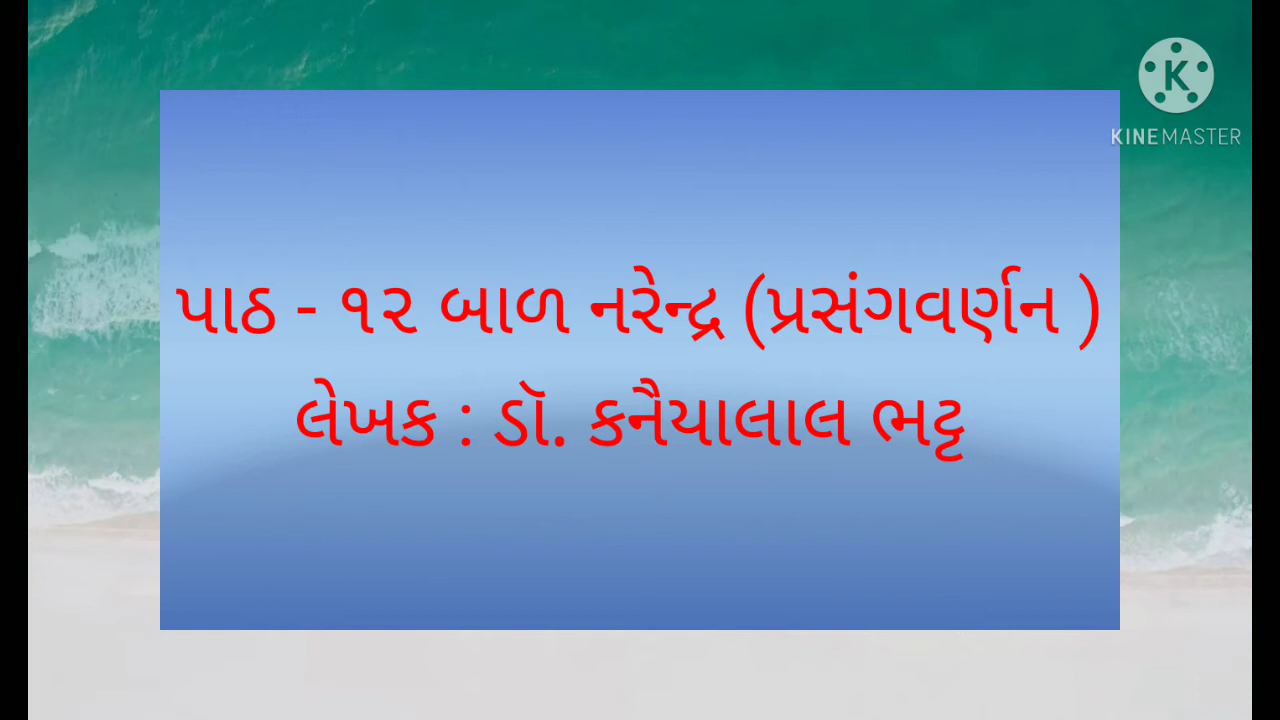 પાઠ - ૧૨ બાળ નરેન્દ્ર (પ્રસંગવર્ણન )
લેખક : ડૉ. કનૈયાલાલ ભટ્ટ
K
KINEMASTER